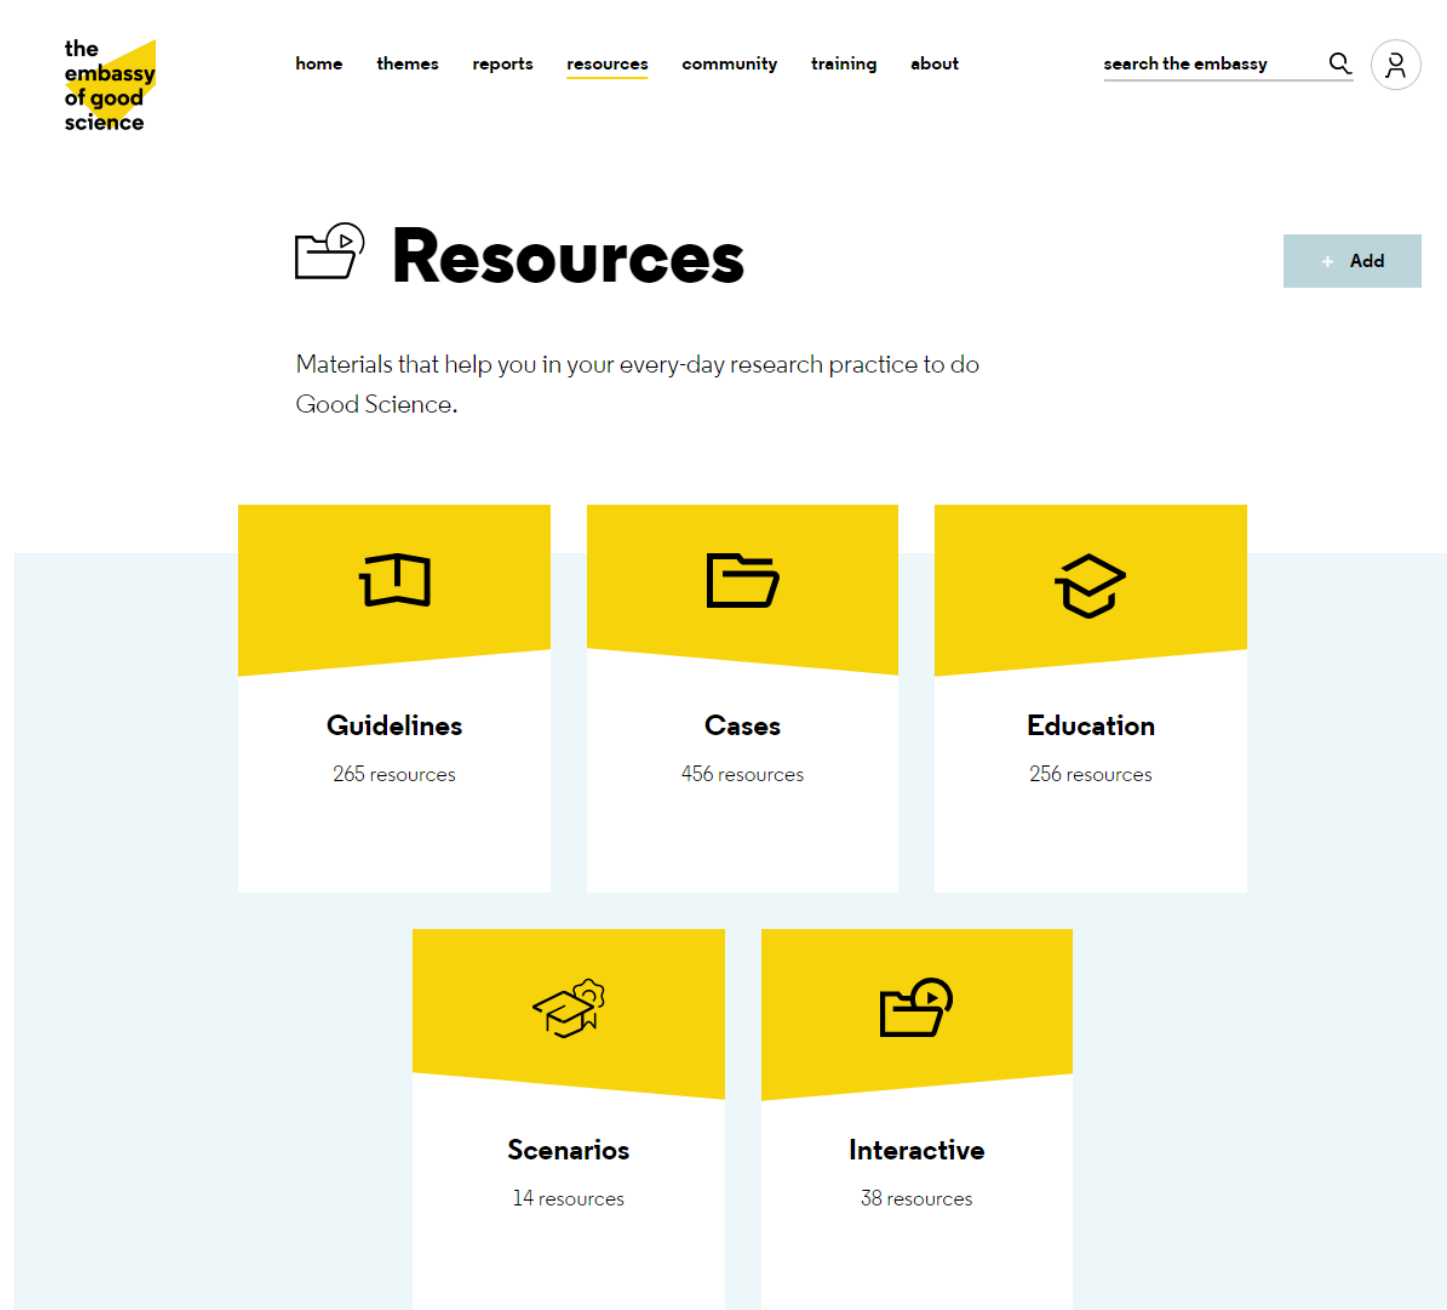 the
embassy
of good
science
home themes reports resources community training about
search the embassy
Resources
+ Add
Materials that help you in your every-day research practice to do
Good Science.
Guidelines
265 resources
Cases
456 resources
Education
256 resources
Scenarios
14 resources
Interactive
38 resources